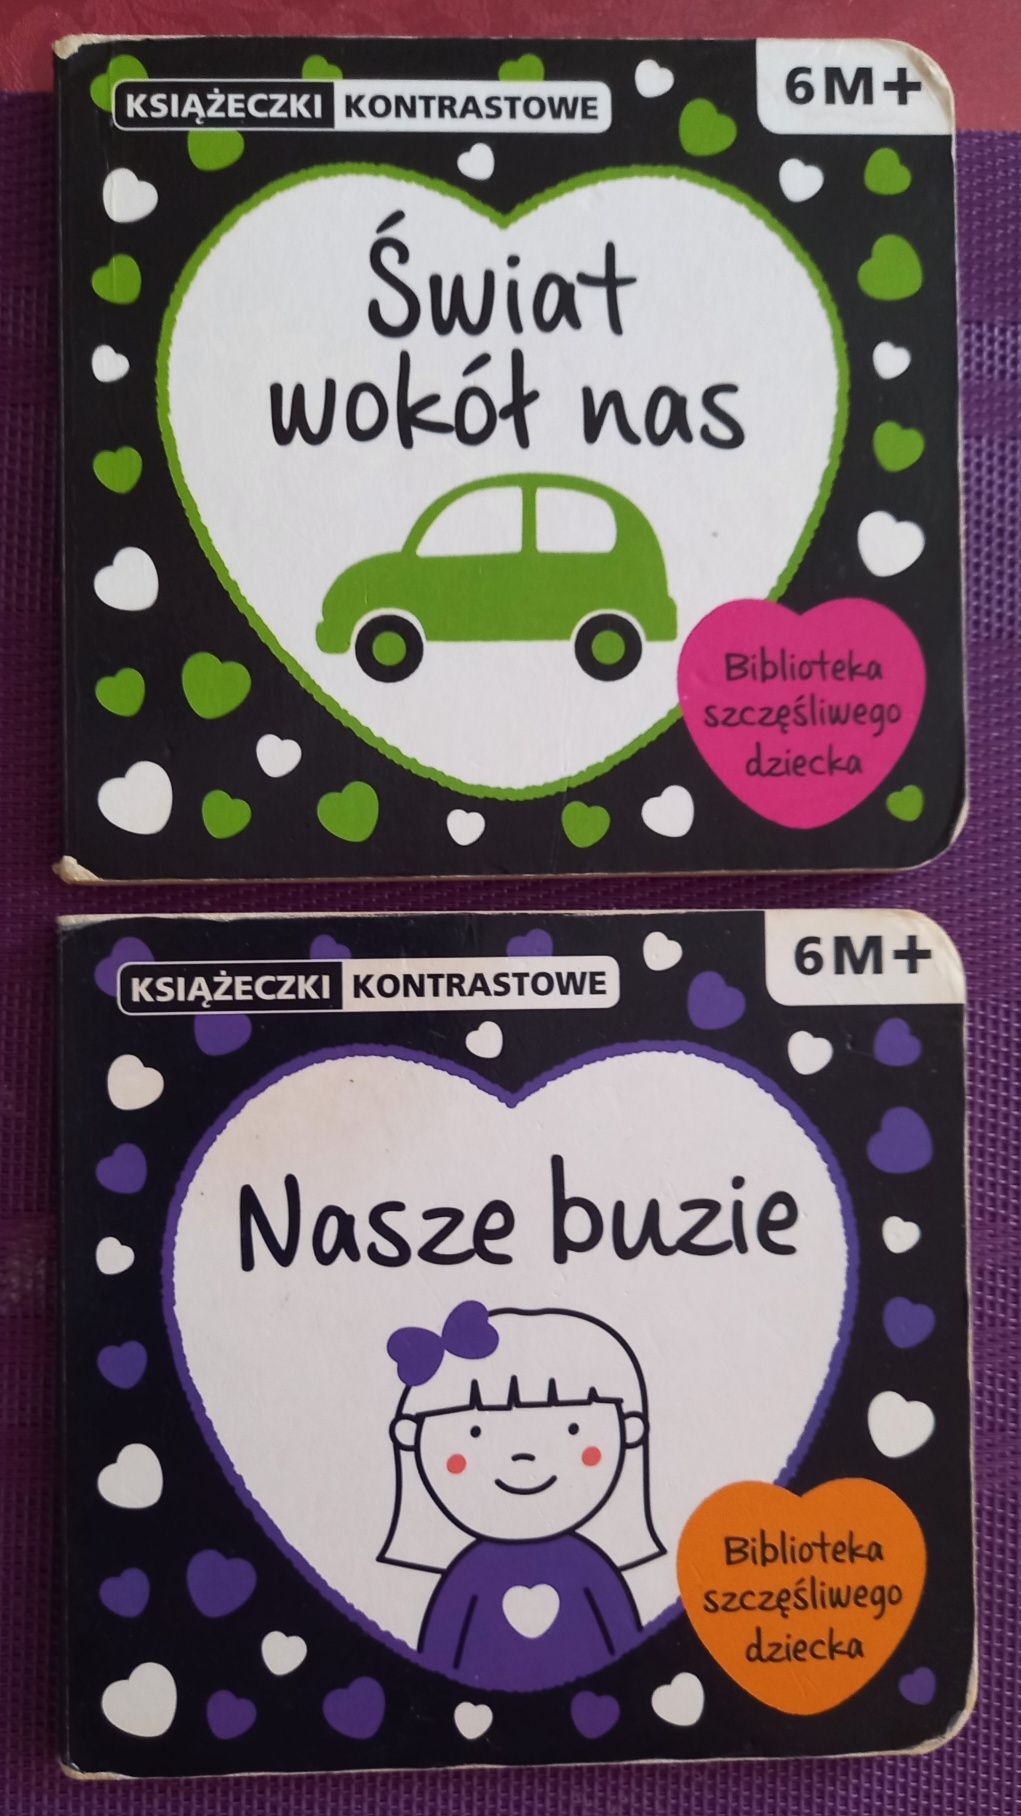 KSIĄŻECZKI KONTRASTOWE
6M+
Świat
wokół nas
Biblioteka
szczęśliwego
dziecka
KSIĄŻECZKI KONTRASTOWE
6M+
Nasze buzie
Biblioteka
szczęśliwego
dziecka